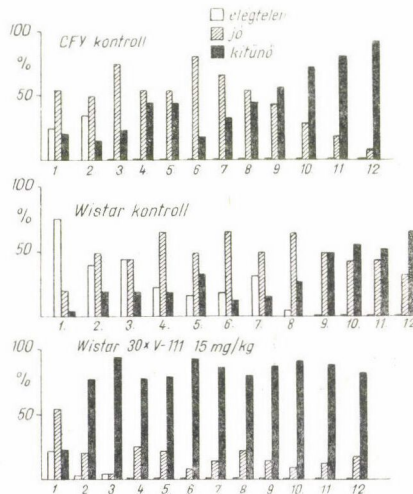 elégtelen
jó
kitűnő
100
%
50
CFY kontroll
1 2 3 4 5 6 7 8 9 10 11 12
100
%
50
Wistar kontroll
1. 2. 3. 4. 5. 6. 7. 8 9. 10. 11. 12
100
%
50
Wistar 30x V-111 15 mg/kg
1 2 3 4 5 6 7 8 9 10 11 12